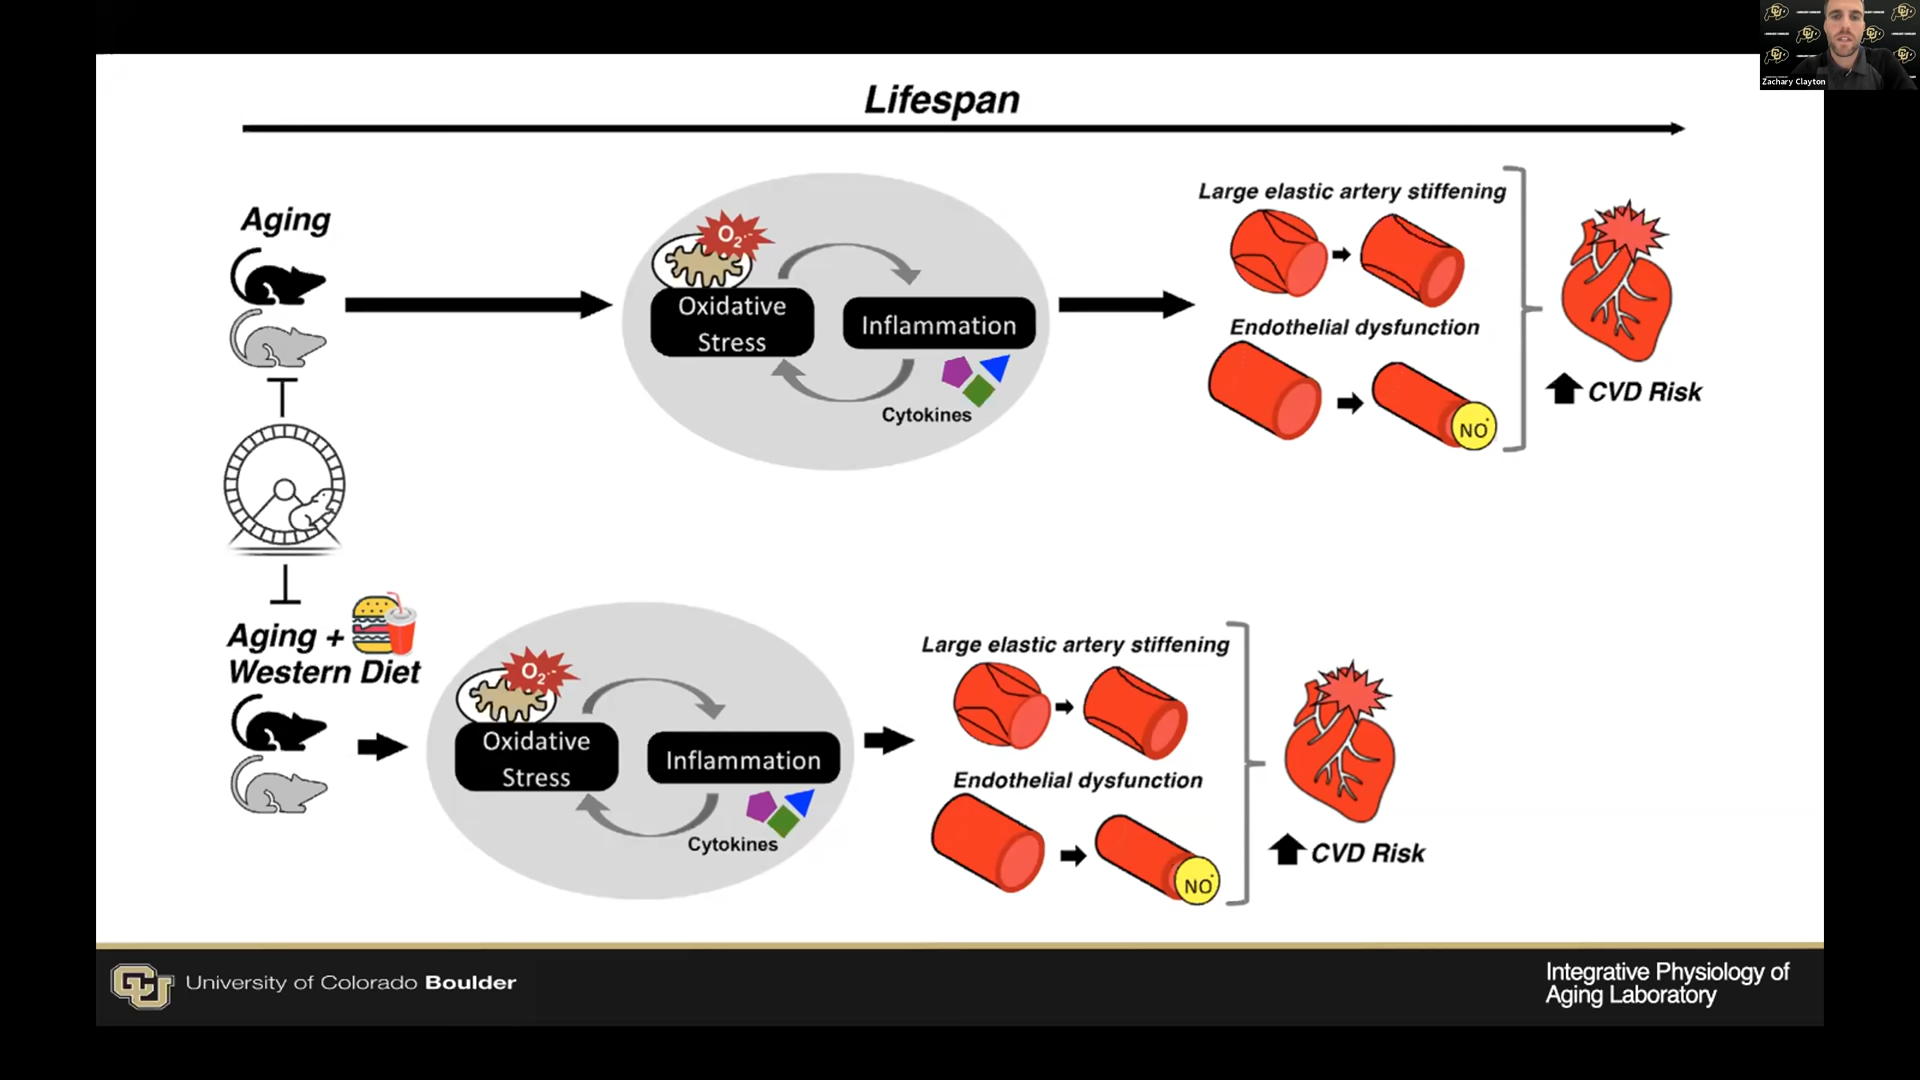 Zachary Clayton
Lifespan
Aging
O₂·-
Oxidative
Stress
Inflammation
Cytokines
Large elastic artery stiffening
Endothelial dysfunction
NO·
CVD Risk
Aging +
Western Diet
O₂·-
Oxidative
Stress
Inflammation
Cytokines
Large elastic artery stiffening
Endothelial dysfunction
NO·
CVD Risk
CU
University of Colorado Boulder
Integrative Physiology of
Aging Laboratory